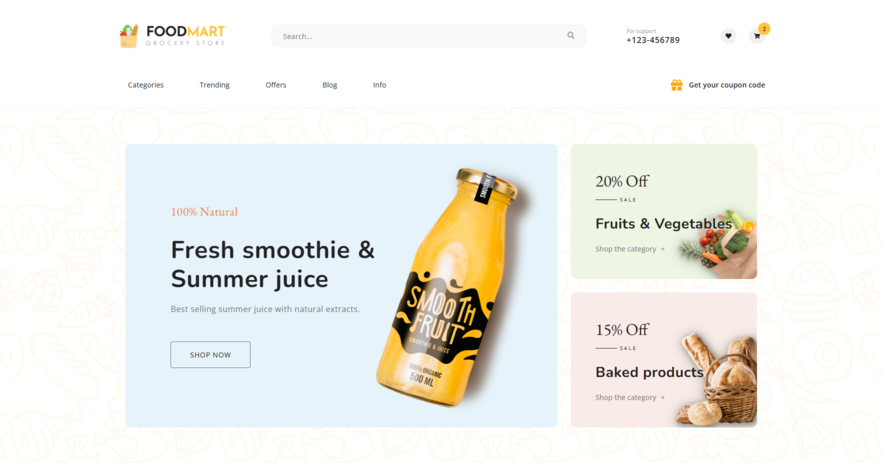 FOODMART
GROCERY STORE
Search...
For support
+123-456789
2
Categories
Trending
Offers
Blog
Info
Get your coupon code
100% Natural
Fresh smoothie &
Summer juice
Best selling summer juice with natural extracts.
SHOP NOW
SMOOTH
SMOOTH
FRUIT
SMOOTHIE & JUICE
100% ORGANIC
500 ML
20% Off
SALE
Fruits & Vegetables
Shop the category
15% Off
SALE
Baked products
Shop the category